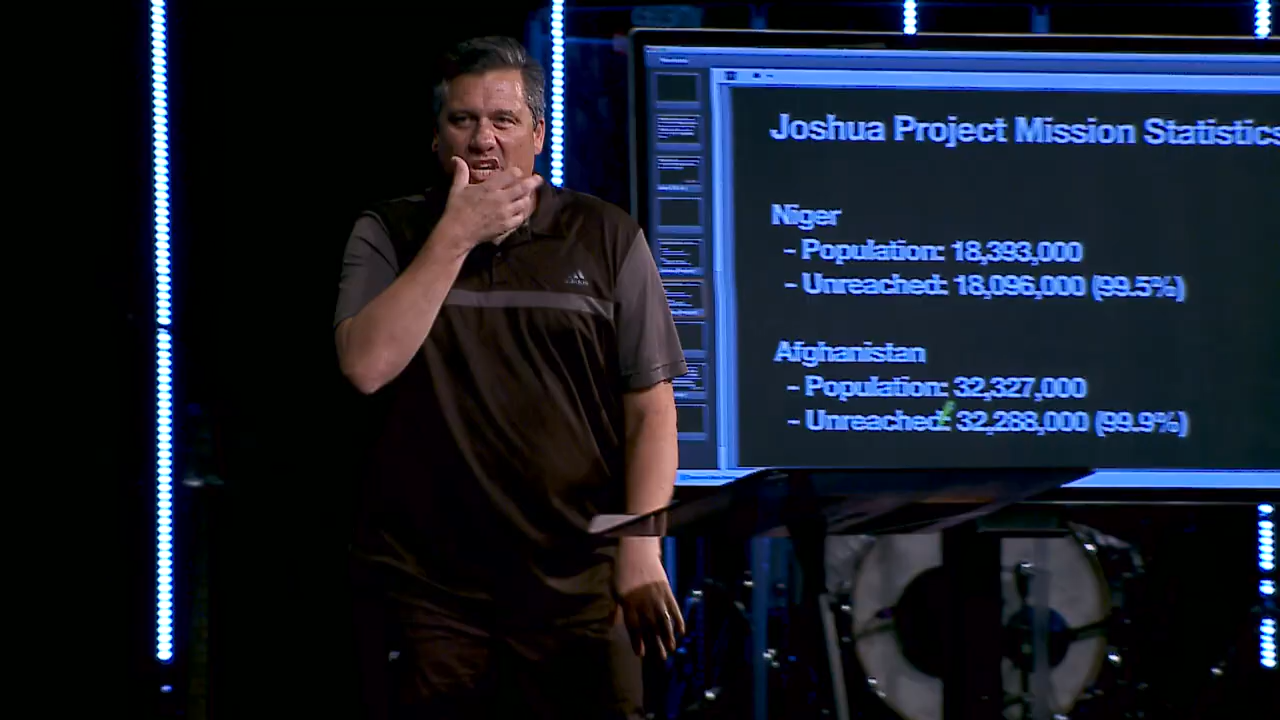 Joshua Project Mission Statistics
Niger
- Population: 18,393,000
- Unreached: 18,096,000 (99.5%)
Afghanistan
- Population: 32,327,000
- Unreached: 32,288,000 (99.9%)
adidas